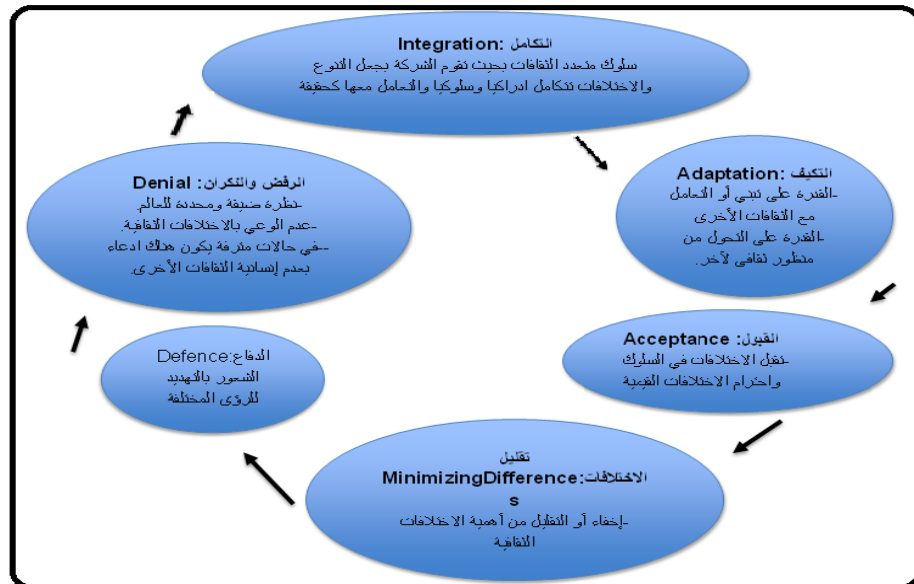 التكامل :Integration
سلوك متعدد الثقافات بحيث تقوم الشركة بجعل التنوع
والاختلافات تتكامل ادراكيا وسلوكيا والتعامل معها كحقيقة
التكيف :Adaptation
-القدرة على تبني أو التعامل
مع الثقافات الأخرى
-القدرة على التحول من
منظور ثقافي لآخر.
القبول :Acceptance
-تقبل الاختلافات في السلوك
واحترام الاختلافات القيمية
تقليل
الاختلافات:MinimizingDifference
s
-إخفاء أو التقليل من أهمية الاختلافات
الثقافية
الدفاع:Defence
الشعور بالتهديد
للرؤى المختلفة
الرفض والنكران: Denial
-نظرة ضيقة ومحددة للعالم.
-عدم الوعي بالاختلافات الثقافية.
--في حالات مترفة يكون هناك ادعاء
بعدم إنسانية الثقافات الأخرى.